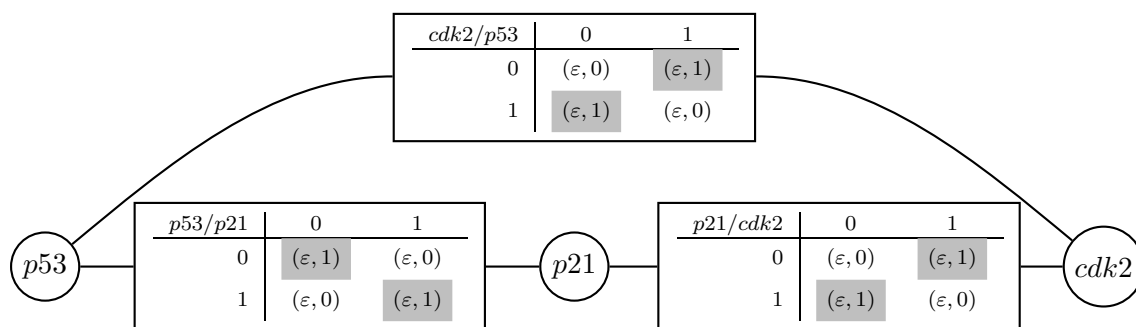 cdk2/p53 0 1
0 (ε, 0) (ε, 1)
1 (ε, 1) (ε, 0)
p53/p21 0 1
0 (ε, 1) (ε, 0)
1 (ε, 0) (ε, 1)
p21/cdk2 0 1
0 (ε, 0) (ε, 1)
1 (ε, 1) (ε, 0)
p53
p21
cdk2